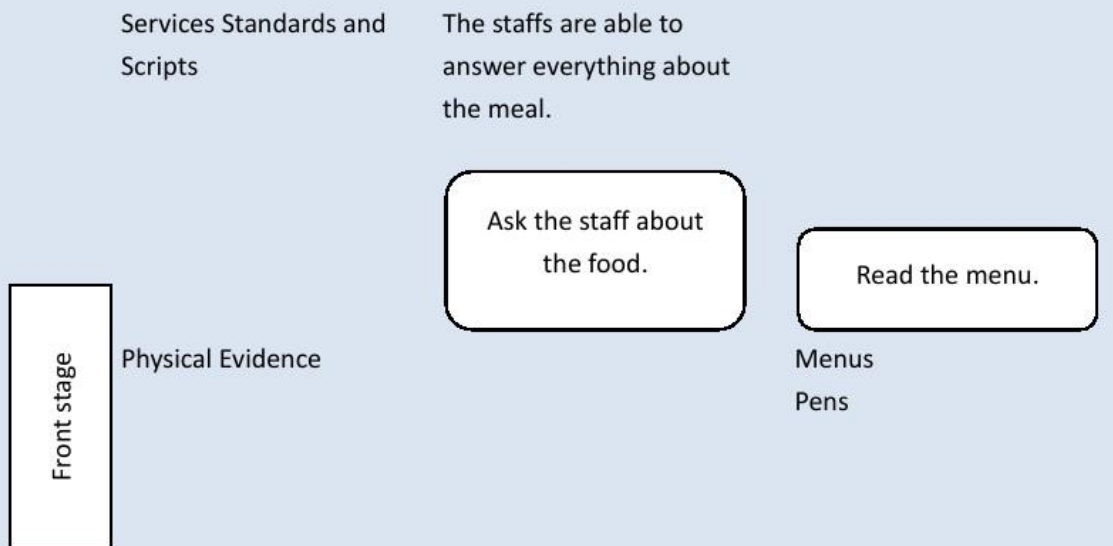 Services Standards and
Scripts
The staffs are able to
answer everything about
the meal.
Ask the staff about
the food.
Read the menu.
Front stage
Physical Evidence
Menus
Pens